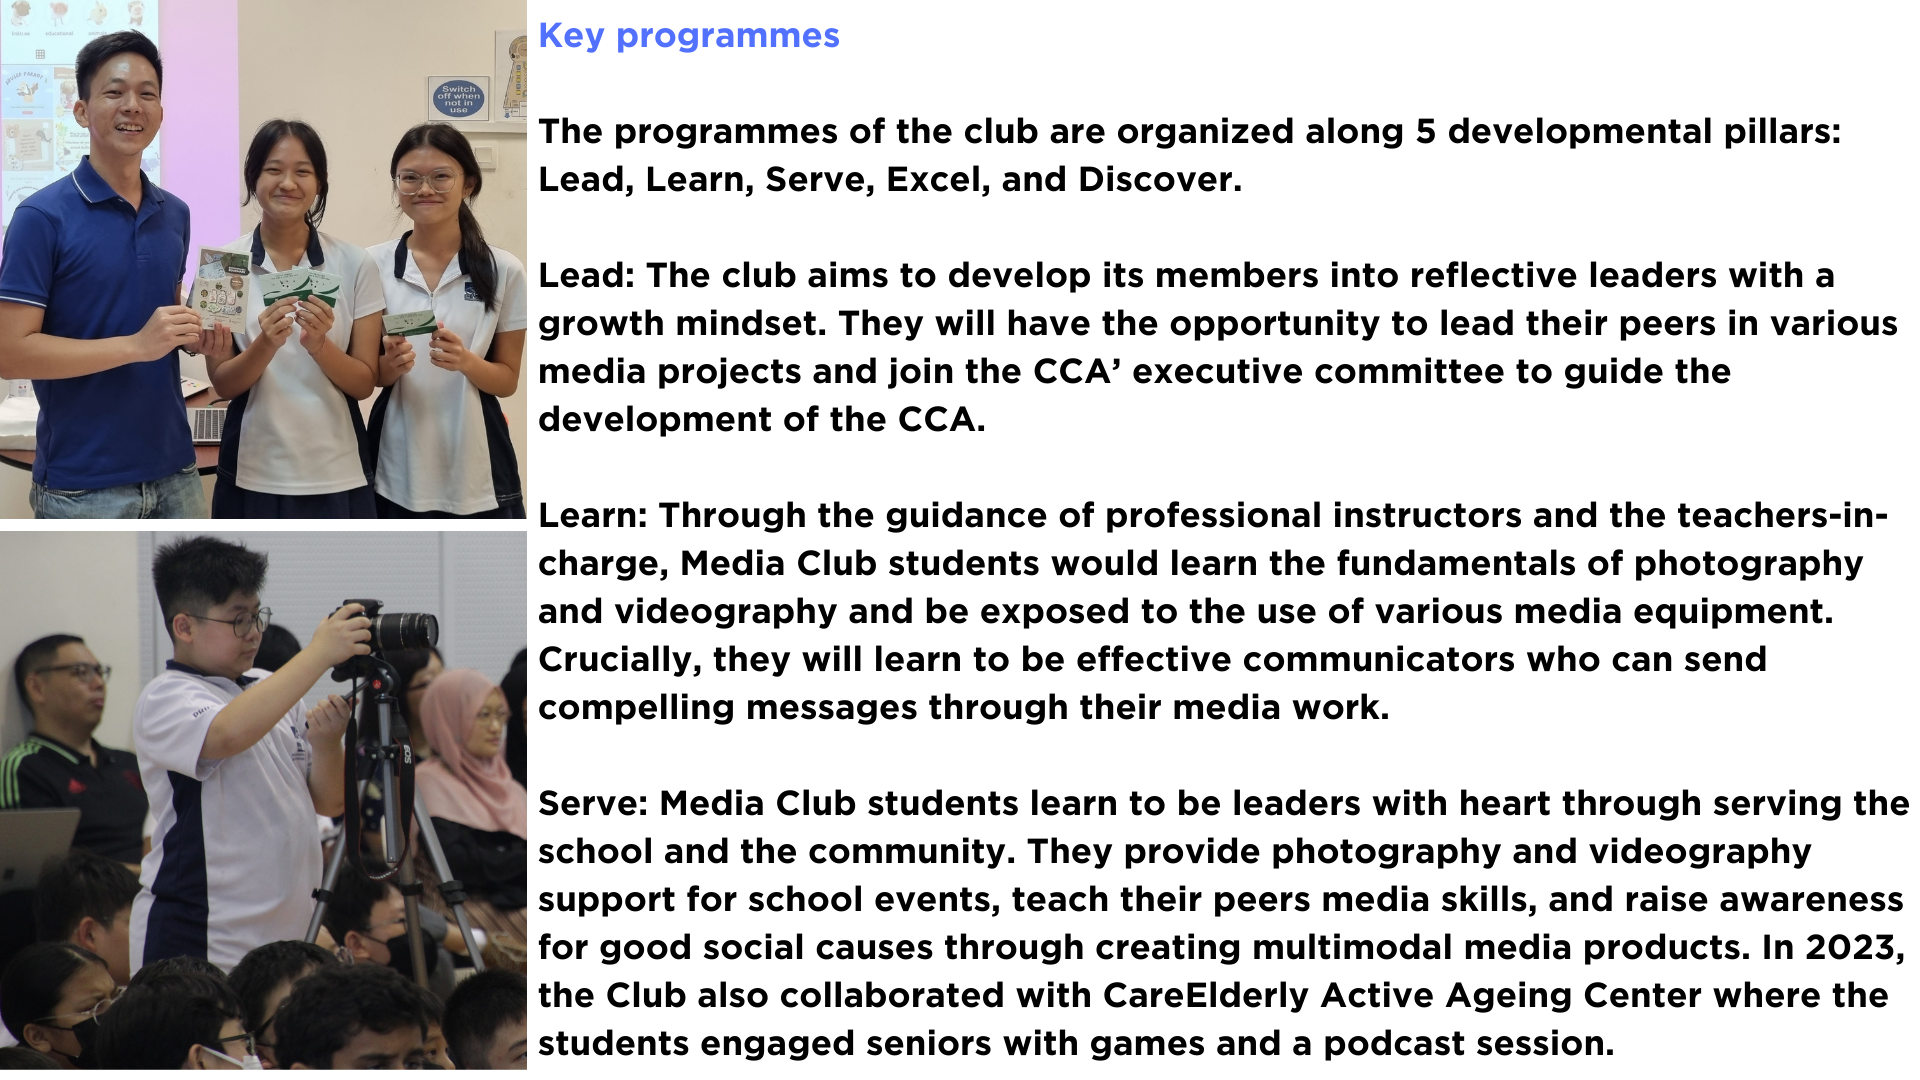 Key programmes
The programmes of the club are organized along 5 developmental pillars:
Lead, Learn, Serve, Excel, and Discover.
Lead: The club aims to develop its members into reflective leaders with a
growth mindset. They will have the opportunity to lead their peers in various
media projects and join the CCA’ executive committee to guide the
development of the CCA.
Learn: Through the guidance of professional instructors and the teachers-in-
charge, Media Club students would learn the fundamentals of photography
and videography and be exposed to the use of various media equipment.
Crucially, they will learn to be effective communicators who can send
compelling messages through their media work.
Serve: Media Club students learn to be leaders with heart through serving the
school and the community. They provide photography and videography
support for school events, teach their peers media skills, and raise awareness
for good social causes through creating multimodal media products. In 2023,
the Club also collaborated with CareElderly Active Ageing Center where the
students engaged seniors with games and a podcast session.
Switch
off when
not in
use
EOS